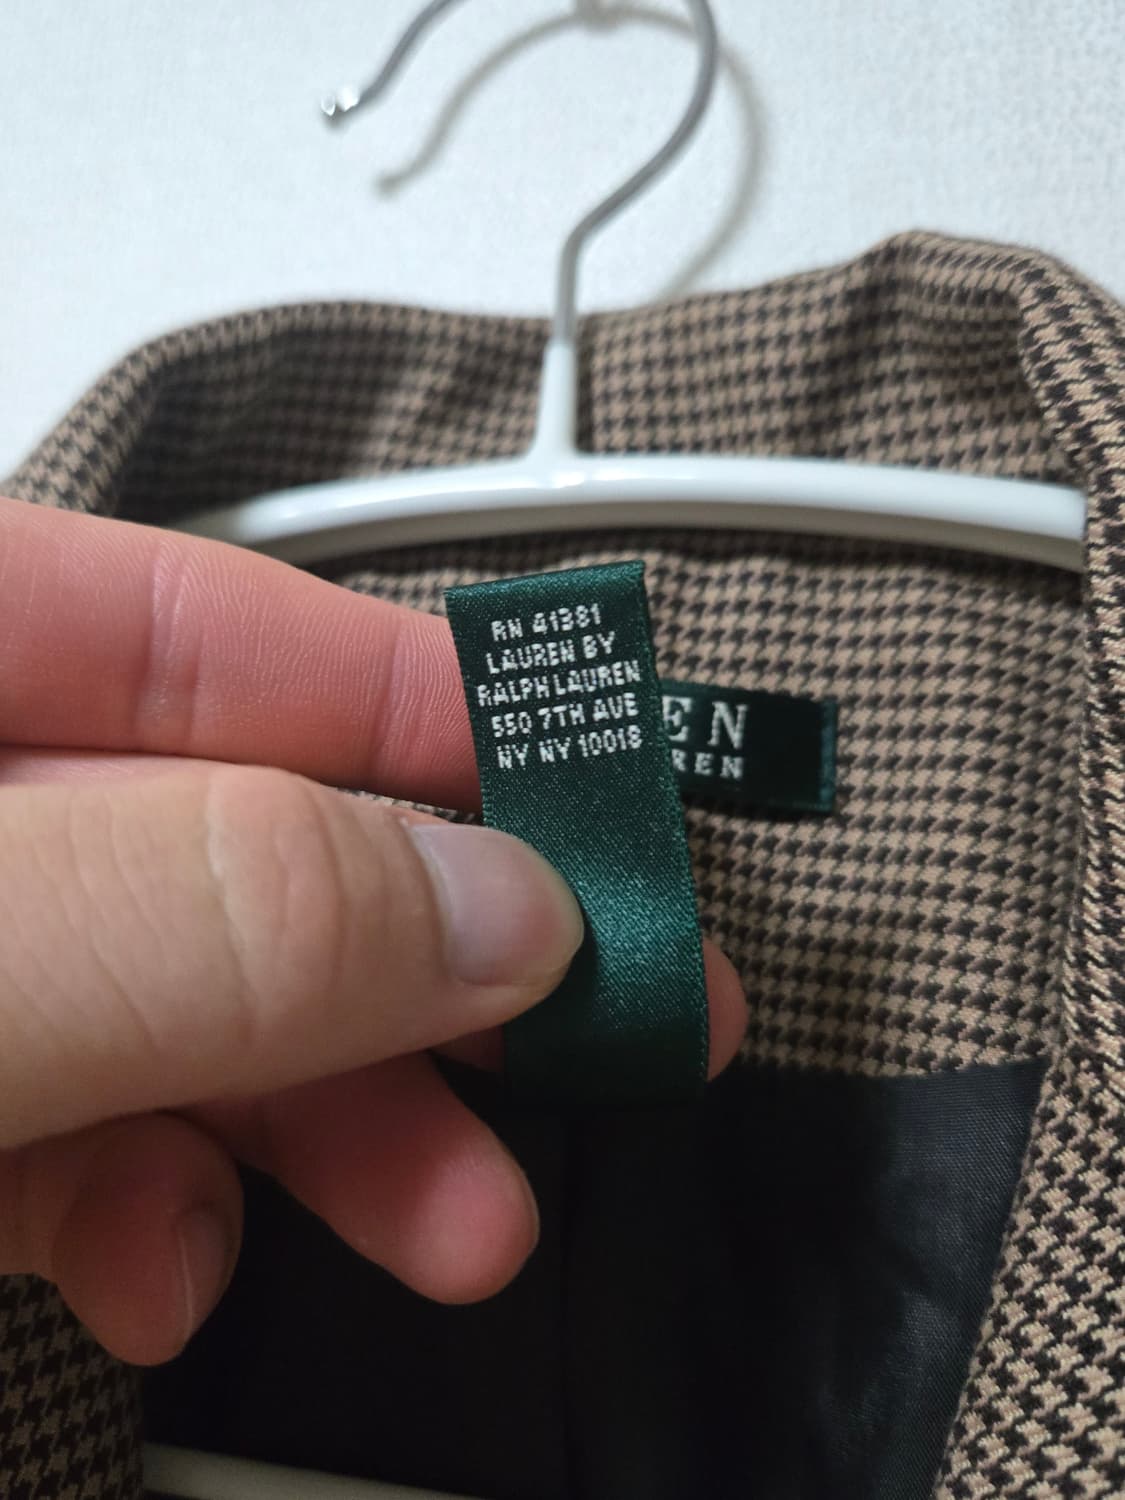 RN 41381
LAUREN BY
RALPH LAUREN
550 7TH AVE
NY NY 10018
EN
REN